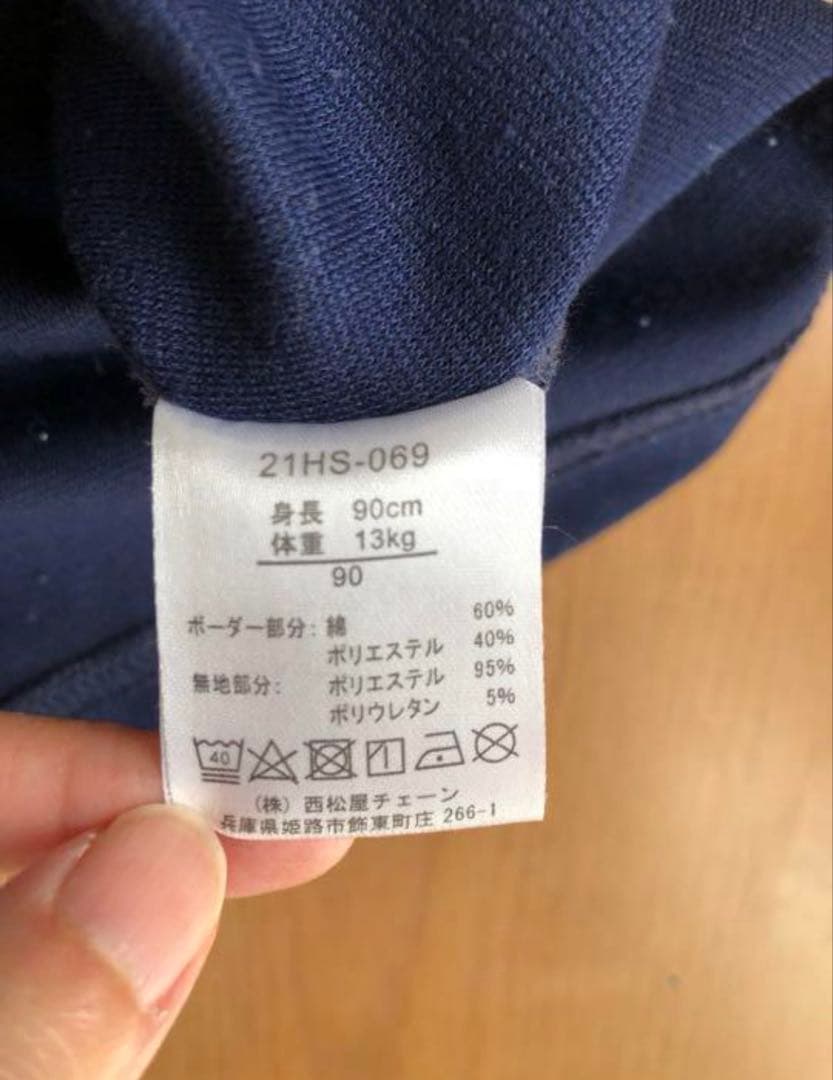 21HS-069
身長 90cm
体重 13kg
90
ボーダー部分: 綿 60%
ポリエステル 40%
無地部分: ポリエステル 95%
ポリウレタン 5%
40
(株) 西松屋チェーン
兵庫県姫路市飾東町庄 266-1